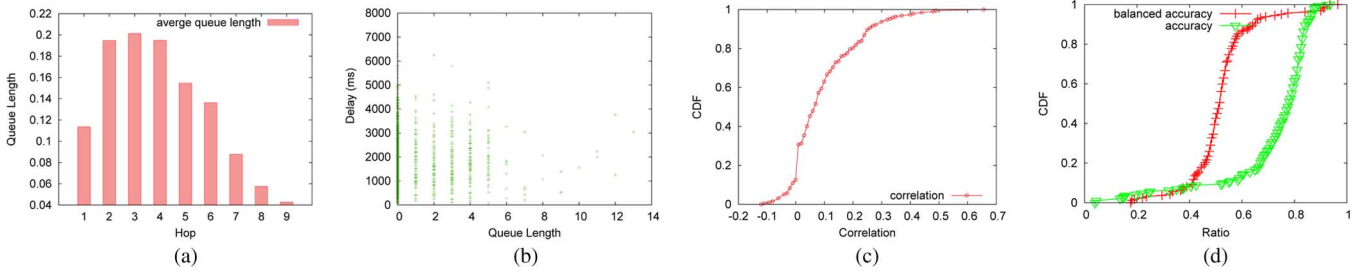 averge queue length
0.22
0.2
0.18
0.16
0.14
0.12
0.1
0.08
0.06
0.04
Queue Length
1 2 3 4 5 6 7 8 9
Hop
(a)
8000
7000
6000
5000
4000
3000
2000
1000
0
Delay (ms)
0 2 4 6 8 10 12 14
Queue Length
(b)
1
0.8
0.6
0.4
0.2
0
CDF
correlation
-0.2 -0.1 0 0.1 0.2 0.3 0.4 0.5 0.6 0.7
Correlation
(c)
balanced accuracy
accuracy
1
0.8
0.6
0.4
0.2
0
CDF
0 0.2 0.4 0.6 0.8 1
Ratio
(d)